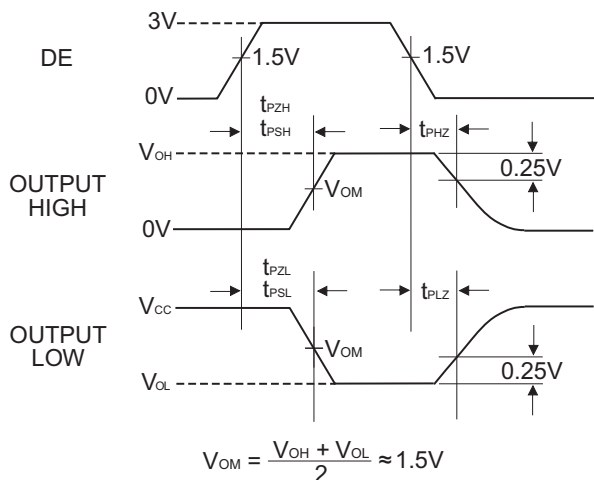 3V
DE
1.5V
1.5V
0V
tPZH
tPSH
tPHZ
VOH
0.25V
OUTPUT
HIGH
VOM
0V
tPZL
tPSL
tPLZ
VCC
OUTPUT
LOW
VOM
0.25V
VOL
VOM = VOH + VOL / 2 ≈ 1.5V